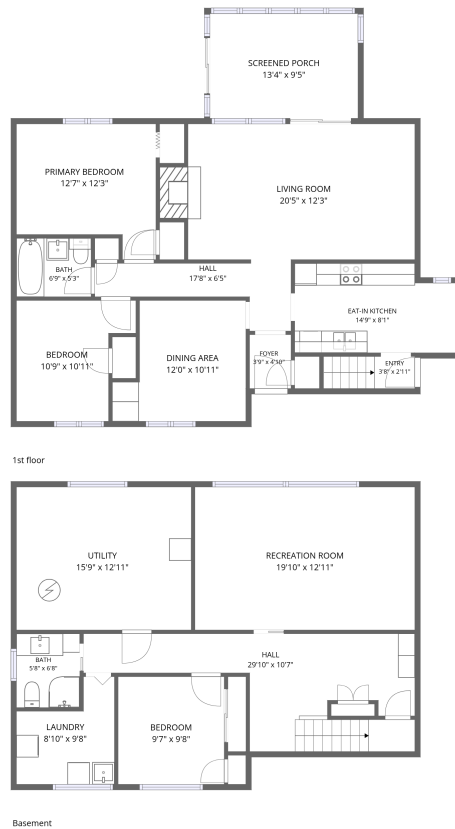 SCREENED PORCH
13'4" x 9'5"
PRIMARY BEDROOM
12'7" x 12'3"
LIVING ROOM
20'5" x 12'3"
BATH
6'9" x 5'3"
HALL
17'8" x 6'5"
EAT-IN KITCHEN
14'9" x 8'1"
BEDROOM
10'9" x 10'11"
DINING AREA
12'0" x 10'11"
FOYER
3'9" x 4'10"
ENTRY
3'8" x 2'11"
1st floor
UTILITY
15'9" x 12'11"
RECREATION ROOM
19'10" x 12'11"
BATH
5'8" x 6'8"
HALL
29'10" x 10'7"
LAUNDRY
8'10" x 9'8"
BEDROOM
9'7" x 9'8"
Basement